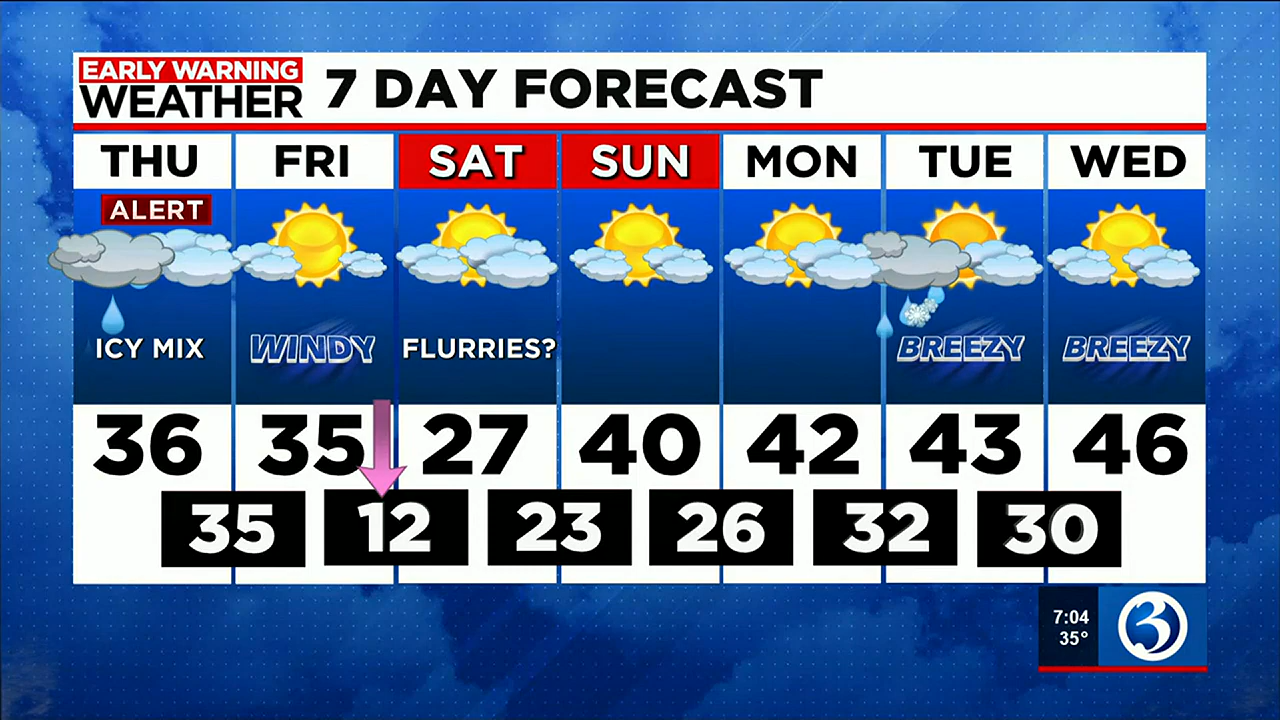 EARLY WARNING
WEATHER
7 DAY FORECAST
THU FRI SAT SUN MON TUE WED
ALERT
ICY MIX WINDY FLURRIES? BREEZY BREEZY
36 35 27 40 42 43 46
35 12 23 26 32 30
7:04
35°
3